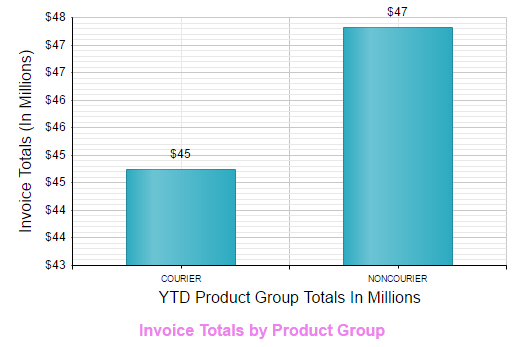 Invoice Totals (In Millions)
$48
$47
$47
$46
$46
$45
$45
$44
$44
$43
$45
$47
COURIER
NONCOURIER
YTD Product Group Totals In Millions
Invoice Totals by Product Group